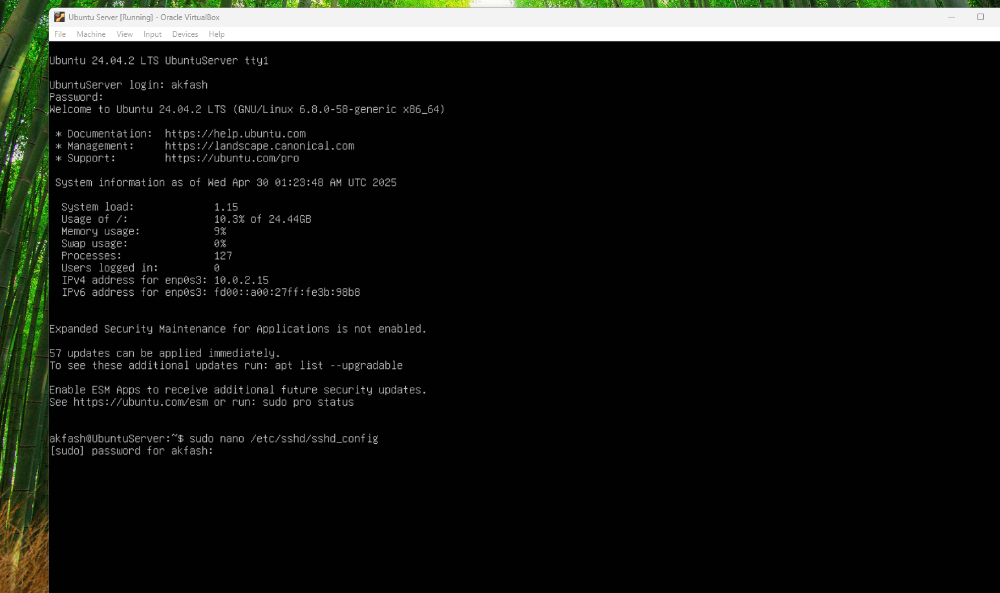 Ubuntu Server [Running] - Oracle VirtualBox
File Machine View Input Devices Help
Ubuntu 24.04.2 LTS UbuntuServer tty1
UbuntuServer login: akfash
Password:
Welcome to Ubuntu 24.04.2 LTS (GNU/Linux 6.8.0-58-generic x86_64)
* Documentation: https://help.ubuntu.com
* Management: https://landscape.canonical.com
* Support: https://ubuntu.com/pro
System information as of Wed Apr 30 01:23:48 AM UTC 2025
System load: 1.15
Usage of /: 10.3% of 24.44GB
Memory usage: 9%
Swap usage: 0%
Processes: 127
Users logged in: 0
IPv4 address for enp0s3: 10.0.2.15
IPv6 address for enp0s3: fd00::a00:27ff:fe3b:98b8
Expanded Security Maintenance for Applications is not enabled.
57 updates can be applied immediately.
To see these additional updates run: apt list --upgradable
Enable ESM Apps to receive additional future security updates.
See https://ubuntu.com/esm or run: sudo pro status
akfash@UbuntuServer:~$ sudo nano /etc/sshd/sshd_config
[sudo] password for akfash: